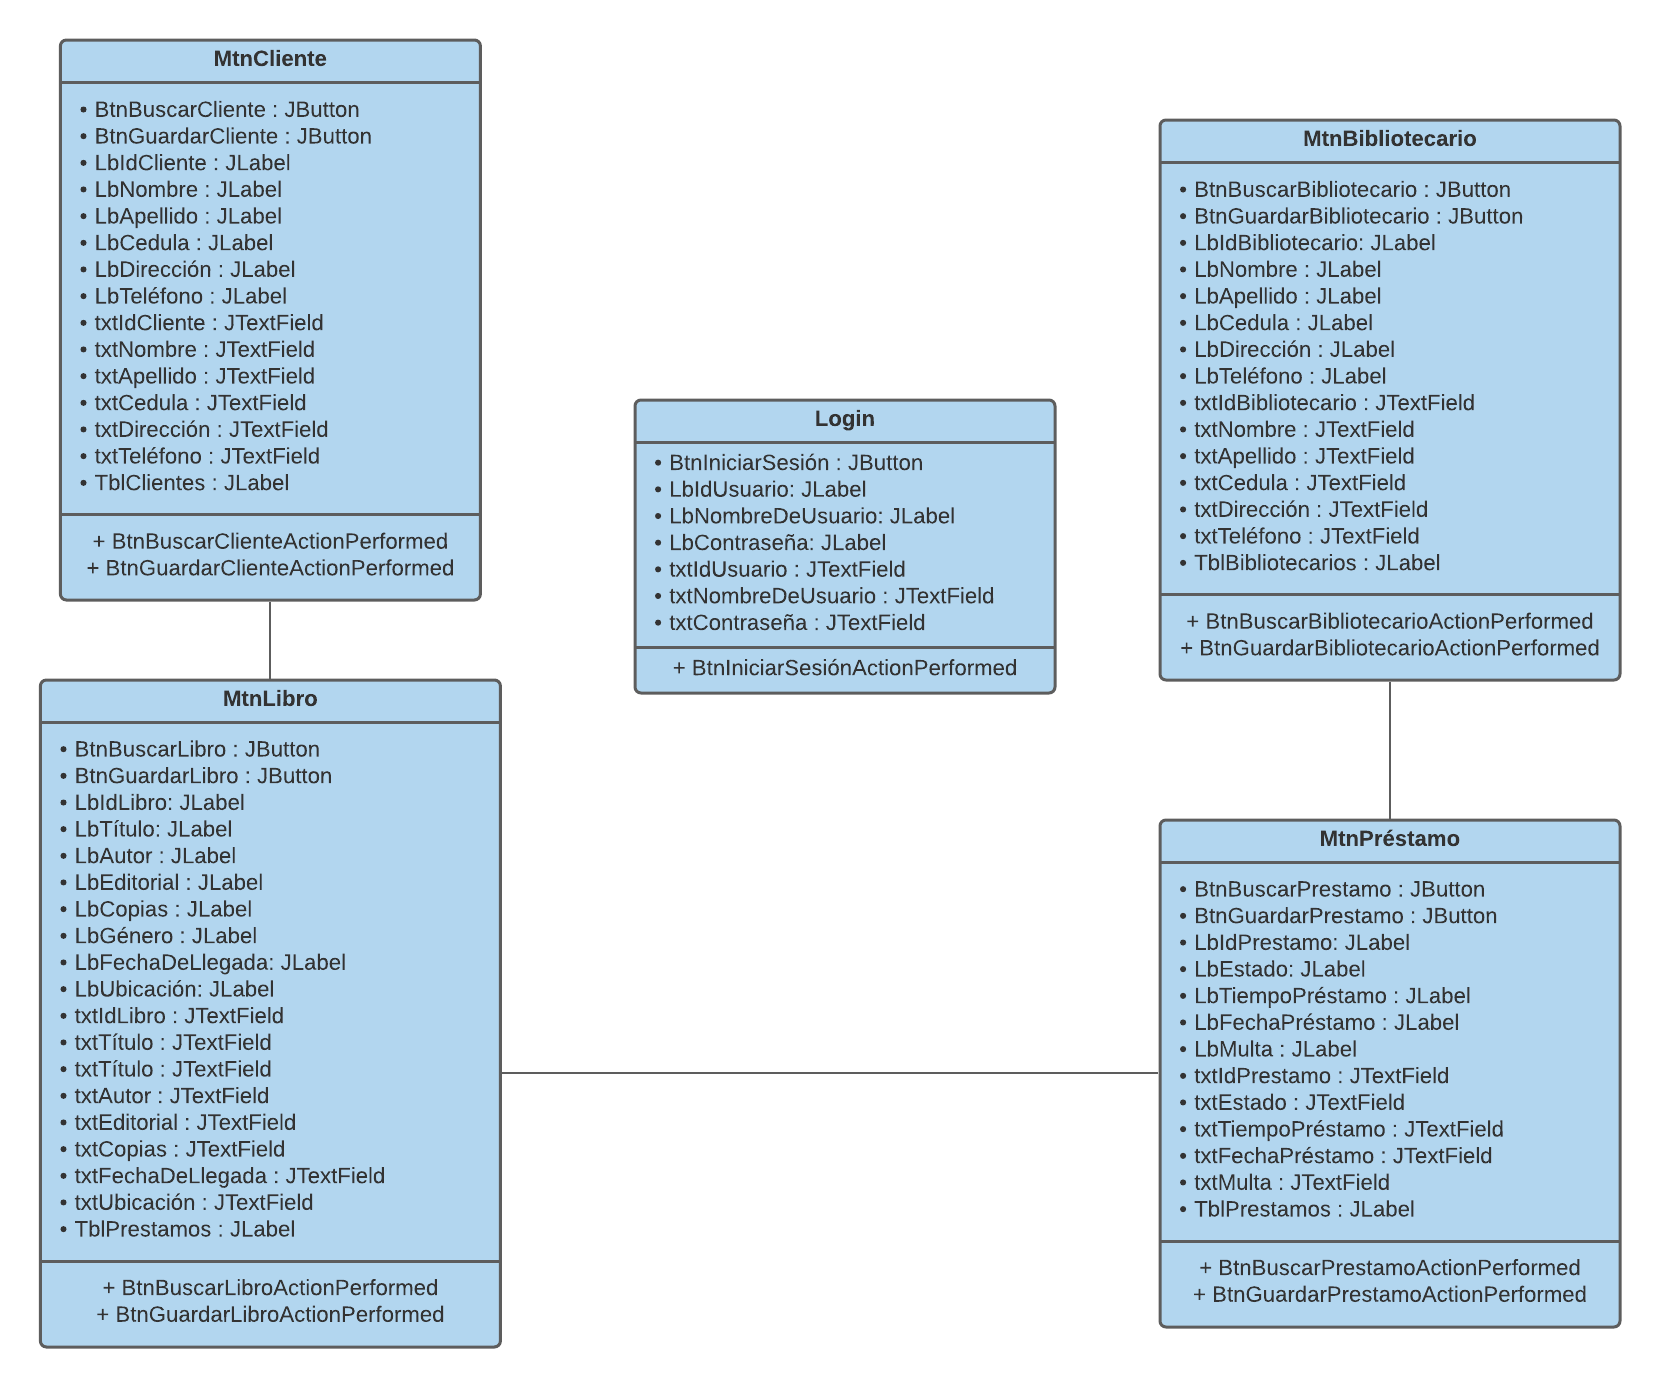 MtnCliente
• BtnBuscarCliente : JButton
• BtnGuardarCliente : JButton
• LbIdCliente : JLabel
• LbNombre : JLabel
• LbApellido : JLabel
• LbCedula : JLabel
• LbDirección : JLabel
• LbTeléfono : JLabel
• txtIdCliente : JTextField
• txtNombre : JTextField
• txtApellido : JTextField
• txtCedula : JTextField
• txtDirección : JTextField
• txtTeléfono : JTextField
• TblClientes : JLabel
+ BtnBuscarClienteActionPerformed
+ BtnGuardarClienteActionPerformed
MtnBibliotecario
• BtnBuscarBibliotecario : JButton
• BtnGuardarBibliotecario : JButton
• LbIdBibliotecario: JLabel
• LbNombre : JLabel
• LbApellido : JLabel
• LbCedula : JLabel
• LbDirección : JLabel
• LbTeléfono : JLabel
• txtIdBibliotecario : JTextField
• txtNombre : JTextField
• txtApellido : JTextField
• txtCedula : JTextField
• txtDirección : JTextField
• txtTeléfono : JTextField
• TblBibliotecarios : JLabel
+ BtnBuscarBibliotecarioActionPerformed
+ BtnGuardarBibliotecarioActionPerformed
Login
• BtnIniciarSesión : JButton
• LbIdUsuario: JLabel
• LbNombreDeUsuario: JLabel
• LbContraseña: JLabel
• txtIdUsuario : JTextField
• txtNombreDeUsuario : JTextField
• txtContraseña : JTextField
+ BtnIniciarSesiónActionPerformed
MtnLibro
• BtnBuscarLibro : JButton
• BtnGuardarLibro : JButton
• LbIdLibro: JLabel
• LbTítulo: JLabel
• LbAutor : JLabel
• LbEditorial : JLabel
• LbCopias : JLabel
• LbGénero : JLabel
• LbFechaDeLlegada: JLabel
• LbUbicación: JLabel
• txtIdLibro : JTextField
• txtTítulo : JTextField
• txtTítulo : JTextField
• txtAutor : JTextField
• txtEditorial : JTextField
• txtCopias : JTextField
• txtFechaDeLlegada : JTextField
• txtUbicación : JTextField
• TblPrestamos : JLabel
+ BtnBuscarLibroActionPerformed
+ BtnGuardarLibroActionPerformed
MtnPréstamo
• BtnBuscarPrestamo : JButton
• BtnGuardarPrestamo : JButton
• LbIdPrestamo: JLabel
• LbEstado: JLabel
• LbTiempoPréstamo : JLabel
• LbFechaPréstamo : JLabel
• LbMulta : JLabel
• txtIdPrestamo : JTextField
• txtEstado : JTextField
• txtTiempoPréstamo : JTextField
• txtFechaPréstamo : JTextField
• txtMulta : JTextField
• TblPrestamos : JLabel
+ BtnBuscarPrestamoActionPerformed
+ BtnGuardarPrestamoActionPerformed